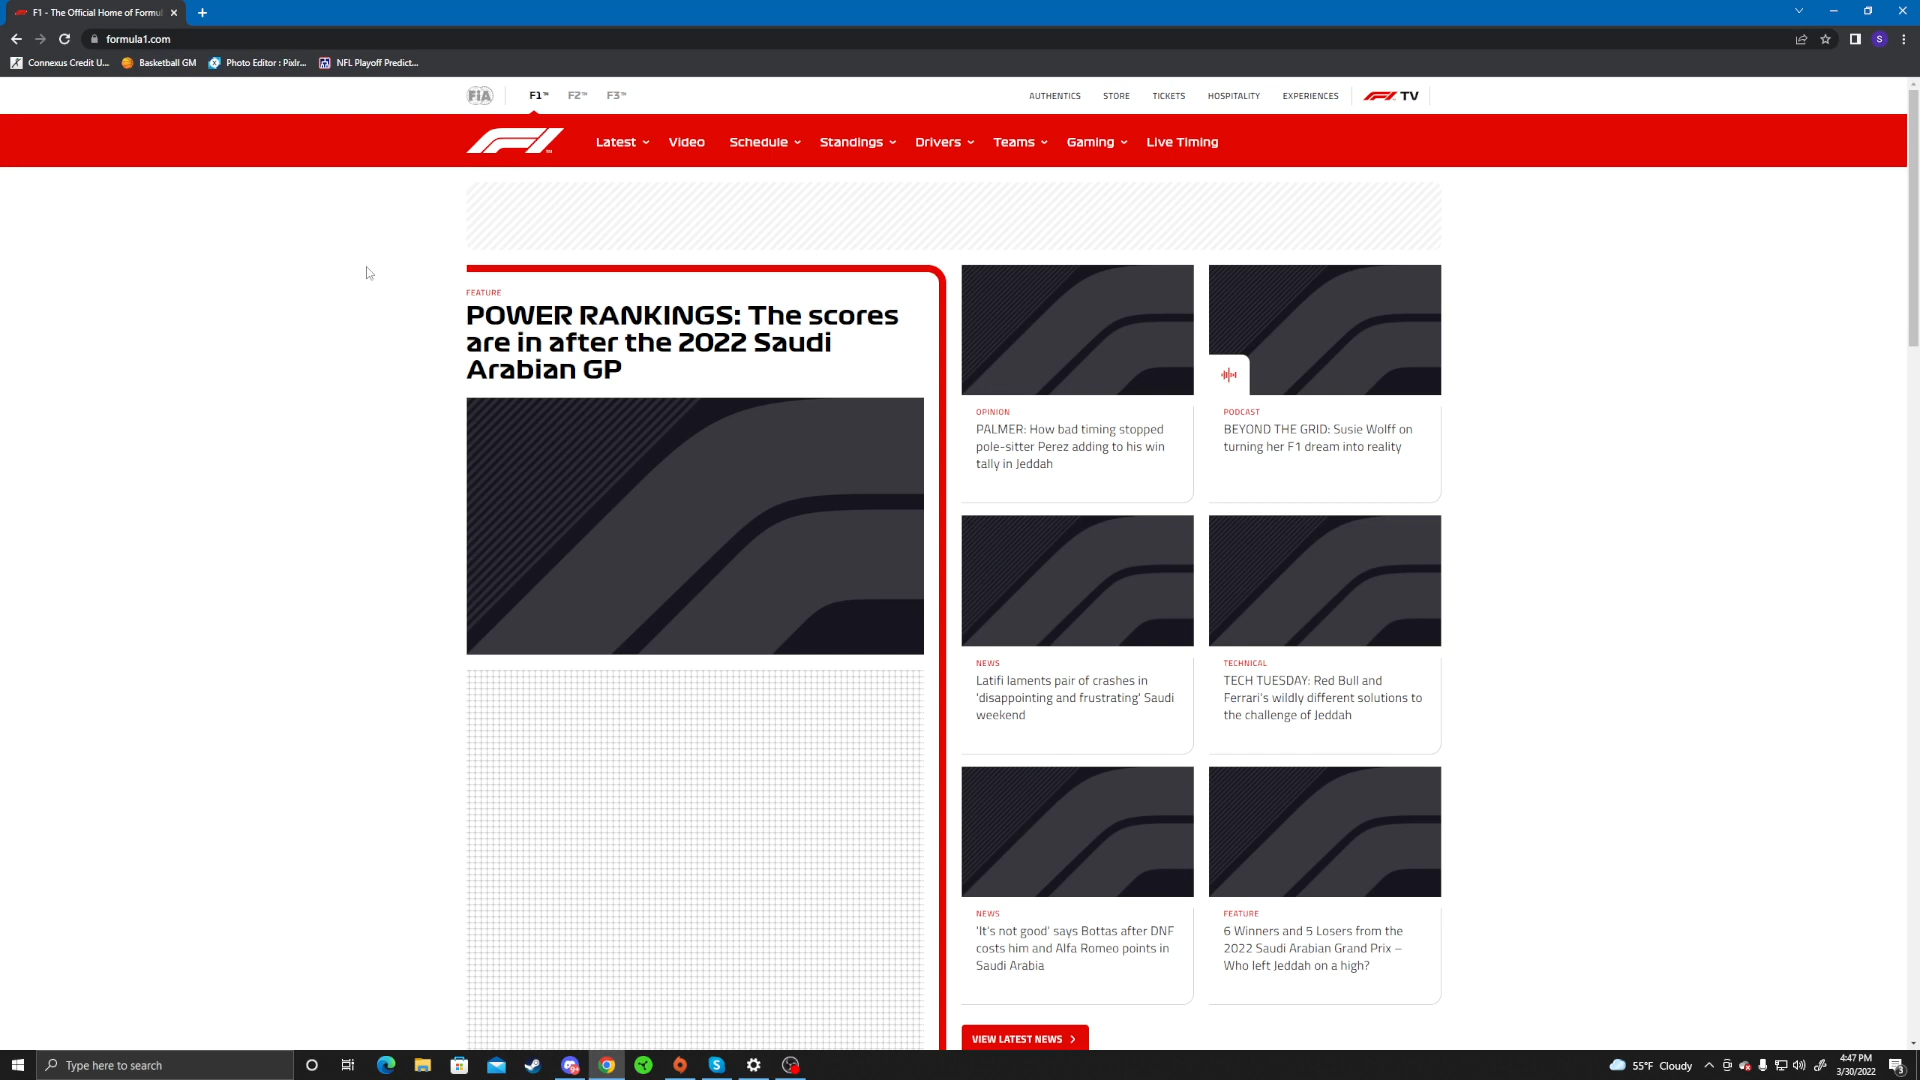 F1 - The Official Home of Formul
formula1.com
S
Connexus Credit U...
Basketball GM
Photo Editor : Pixlr...
NFL Playoff Predict...
FIA
F1™
F2™
F3™
AUTHENTICS
STORE
TICKETS
HOSPITALITY
EXPERIENCES
F1 TV
Latest
Video
Schedule
Standings
Drivers
Teams
Gaming
Live Timing
FEATURE
POWER RANKINGS: The scores
are in after the 2022 Saudi
Arabian GP
OPINION
PALMER: How bad timing stopped
pole-sitter Perez adding to his win
tally in Jeddah
PODCAST
BEYOND THE GRID: Susie Wolff on
turning her F1 dream into reality
NEWS
Latifi laments pair of crashes in
'disappointing and frustrating' Saudi
weekend
TECHNICAL
TECH TUESDAY: Red Bull and
Ferrari's wildly different solutions to
the challenge of Jeddah
NEWS
'It's not good' says Bottas after DNF
costs him and Alfa Romeo points in
Saudi Arabia
FEATURE
6 Winners and 5 Losers from the
2022 Saudi Arabian Grand Prix –
Who left Jeddah on a high?
VIEW LATEST NEWS
Type here to search
55°F Cloudy
4:47 PM
3/30/2022
3